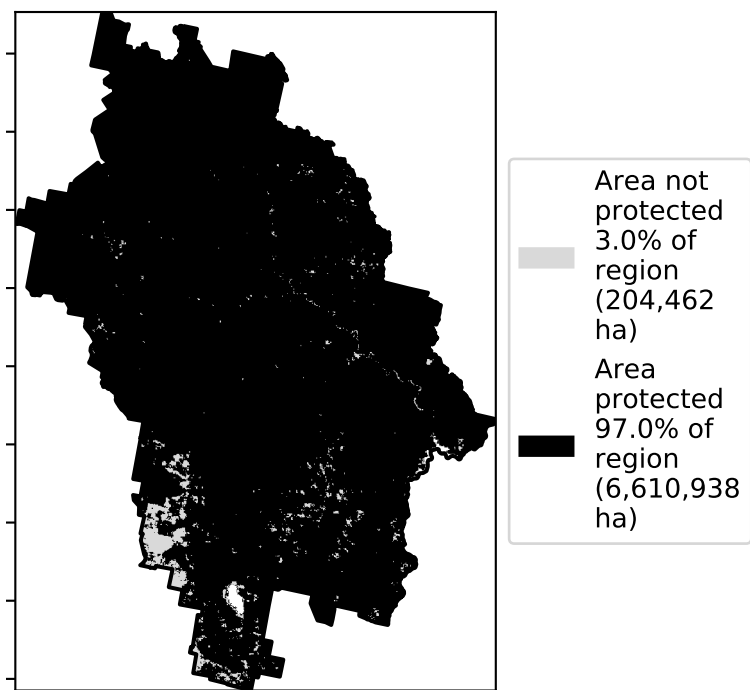 Area not
protected
3.0% of
region
(204,462
ha)
Area
protected
97.0% of
region
(6,610,938
ha)